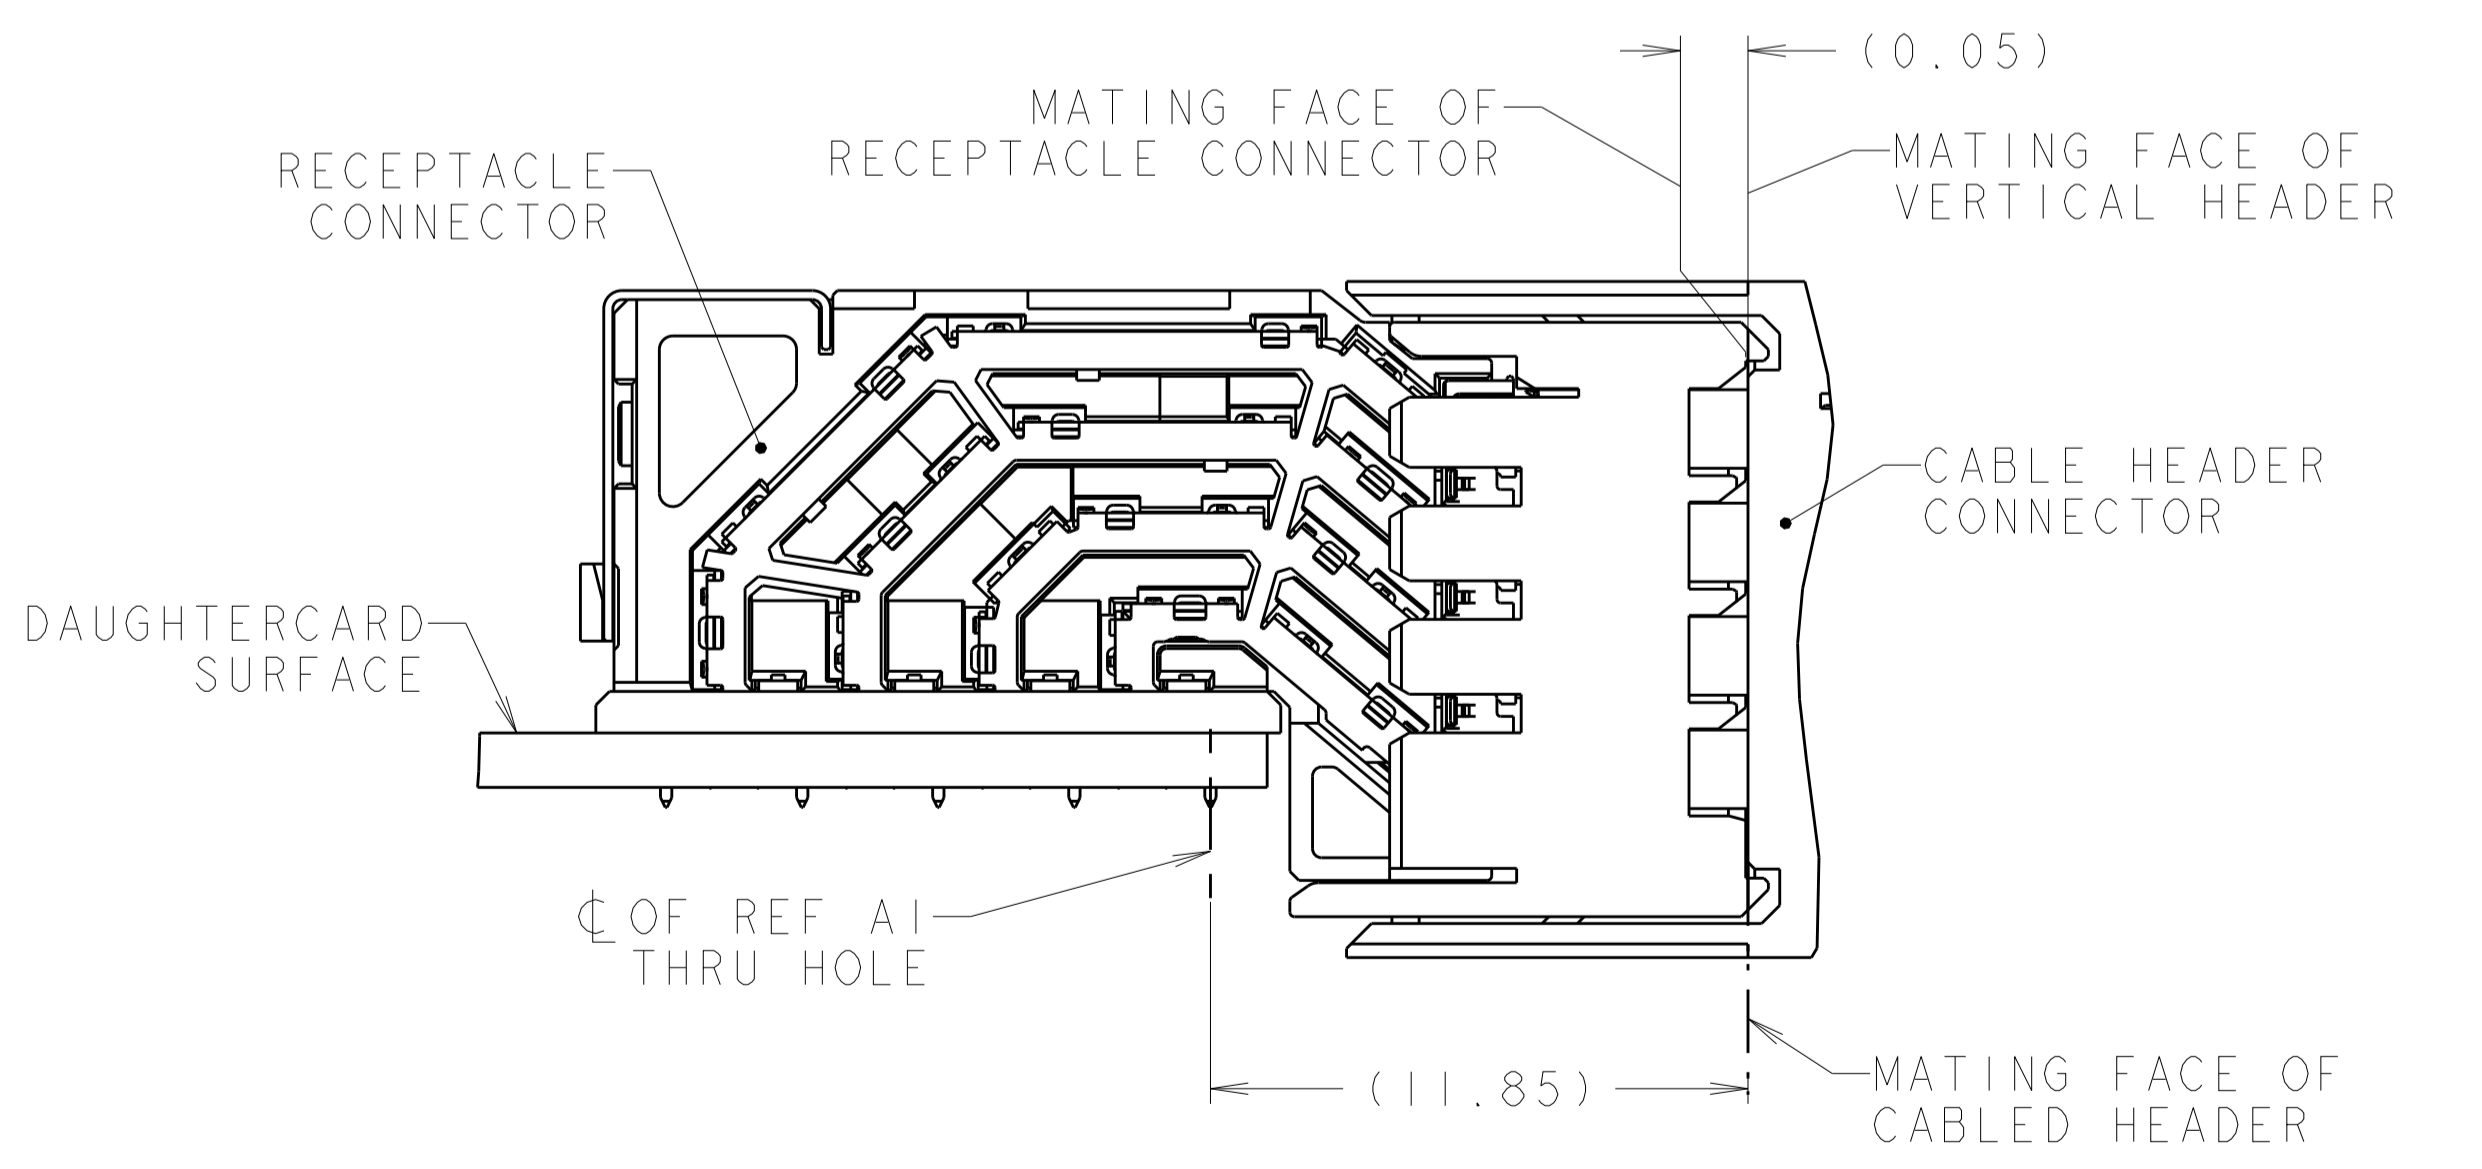 (0.05)
MATING FACE OF
RECEPTACLE CONNECTOR
MATING FACE OF
VERTICAL HEADER
RECEPTACLE
CONNECTOR
CABLE HEADER
CONNECTOR
DAUGHTERCARD
SURFACE
℄ OF REF A1
THRU HOLE
(11.85)
MATING FACE OF
CABLED HEADER